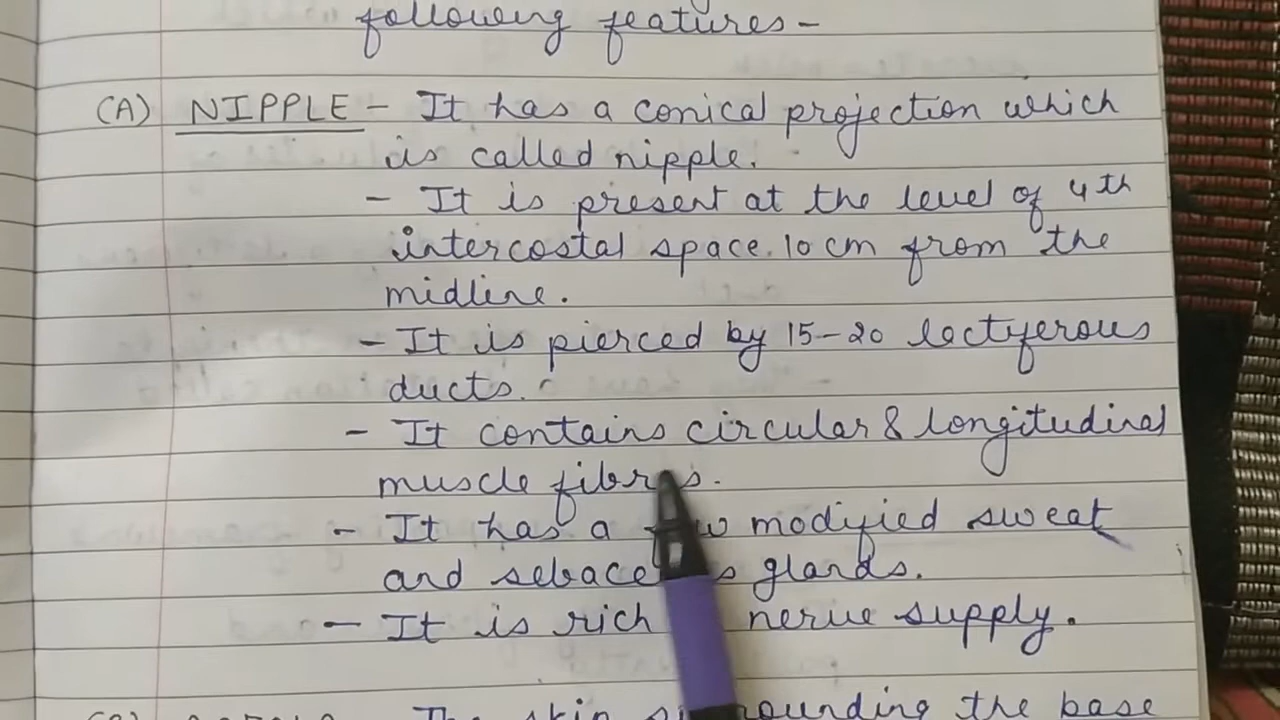 following features -
(A) NIPPLE - It has a conical projection which
is called nipple.
- It is present at the level of 4th
intercostal space. 10 cm from the
midline.
- It is pierced by 15-20 lectyerous
ducts.
- It contains circular & longitudinal
muscle fibres.
- It has a few modified sweat
and glands.
- It is rich nerve supply.
The skin the base